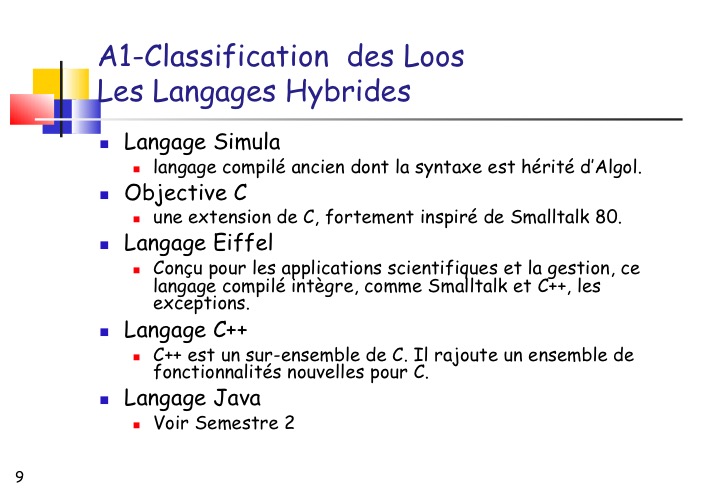 A1-Classification des Loos
Les Langages Hybrides
Langage Simula
langage compilé ancien dont la syntaxe est hérité d’Algol.
Objective C
une extension de C, fortement inspiré de Smalltalk 80.
Langage Eiffel
Conçu pour les applications scientifiques et la gestion, ce
langage compilé intègre, comme Smalltalk et C++, les
exceptions.
Langage C++
C++ est un sur-ensemble de C. Il rajoute un ensemble de
fonctionnalités nouvelles pour C.
Langage Java
Voir Semestre 2
9